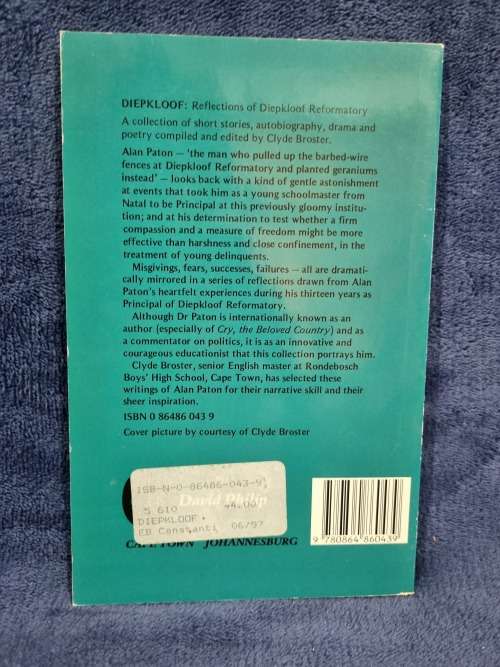 DIEPKLOOF: Reflections of Diepkloof Reformatory
A collection of short stories, autobiography, drama and
poetry compiled and edited by Clyde Broster.
Alan Paton — 'the man who pulled up the barbed-wire
fences at Diepkloof Reformatory and planted geraniums
instead' — looks back with a kind of gentle astonishment
at events that took him as a young schoolmaster from
Natal to be Principal at this previously gloomy institu-
tion; and at his determination to test whether a firm
compassion and a measure of freedom might be more
effective than harshness and close confinement, in the
treatment of young delinquents.
Misgivings, fears, successes, failures — all are dramati-
cally mirrored in a series of reflections drawn from Alan
Paton's heartfelt experiences during his thirteen years as
Principal of Diepkloof Reformatory.
Although Dr Paton is internationally known as an
author (especially of Cry, the Beloved Country) and as
a commentator on politics, it is as an innovative and
courageous educationist that this collection portrays him.
Clyde Broster, senior English master at Rondebosch
Boys' High School, Cape Town, has selected these
writings of Alan Paton for their narrative skill and their
sheer inspiration.
ISBN 0 86486 043 9
Cover picture by courtesy of Clyde Broster
ISB-N-0-86486-043-9
David Philip
S 610 44.00
DIEPKLOOF
EB Constanti 06/97
CAPE TOWN JOHANNESBURG
9 780864 860439